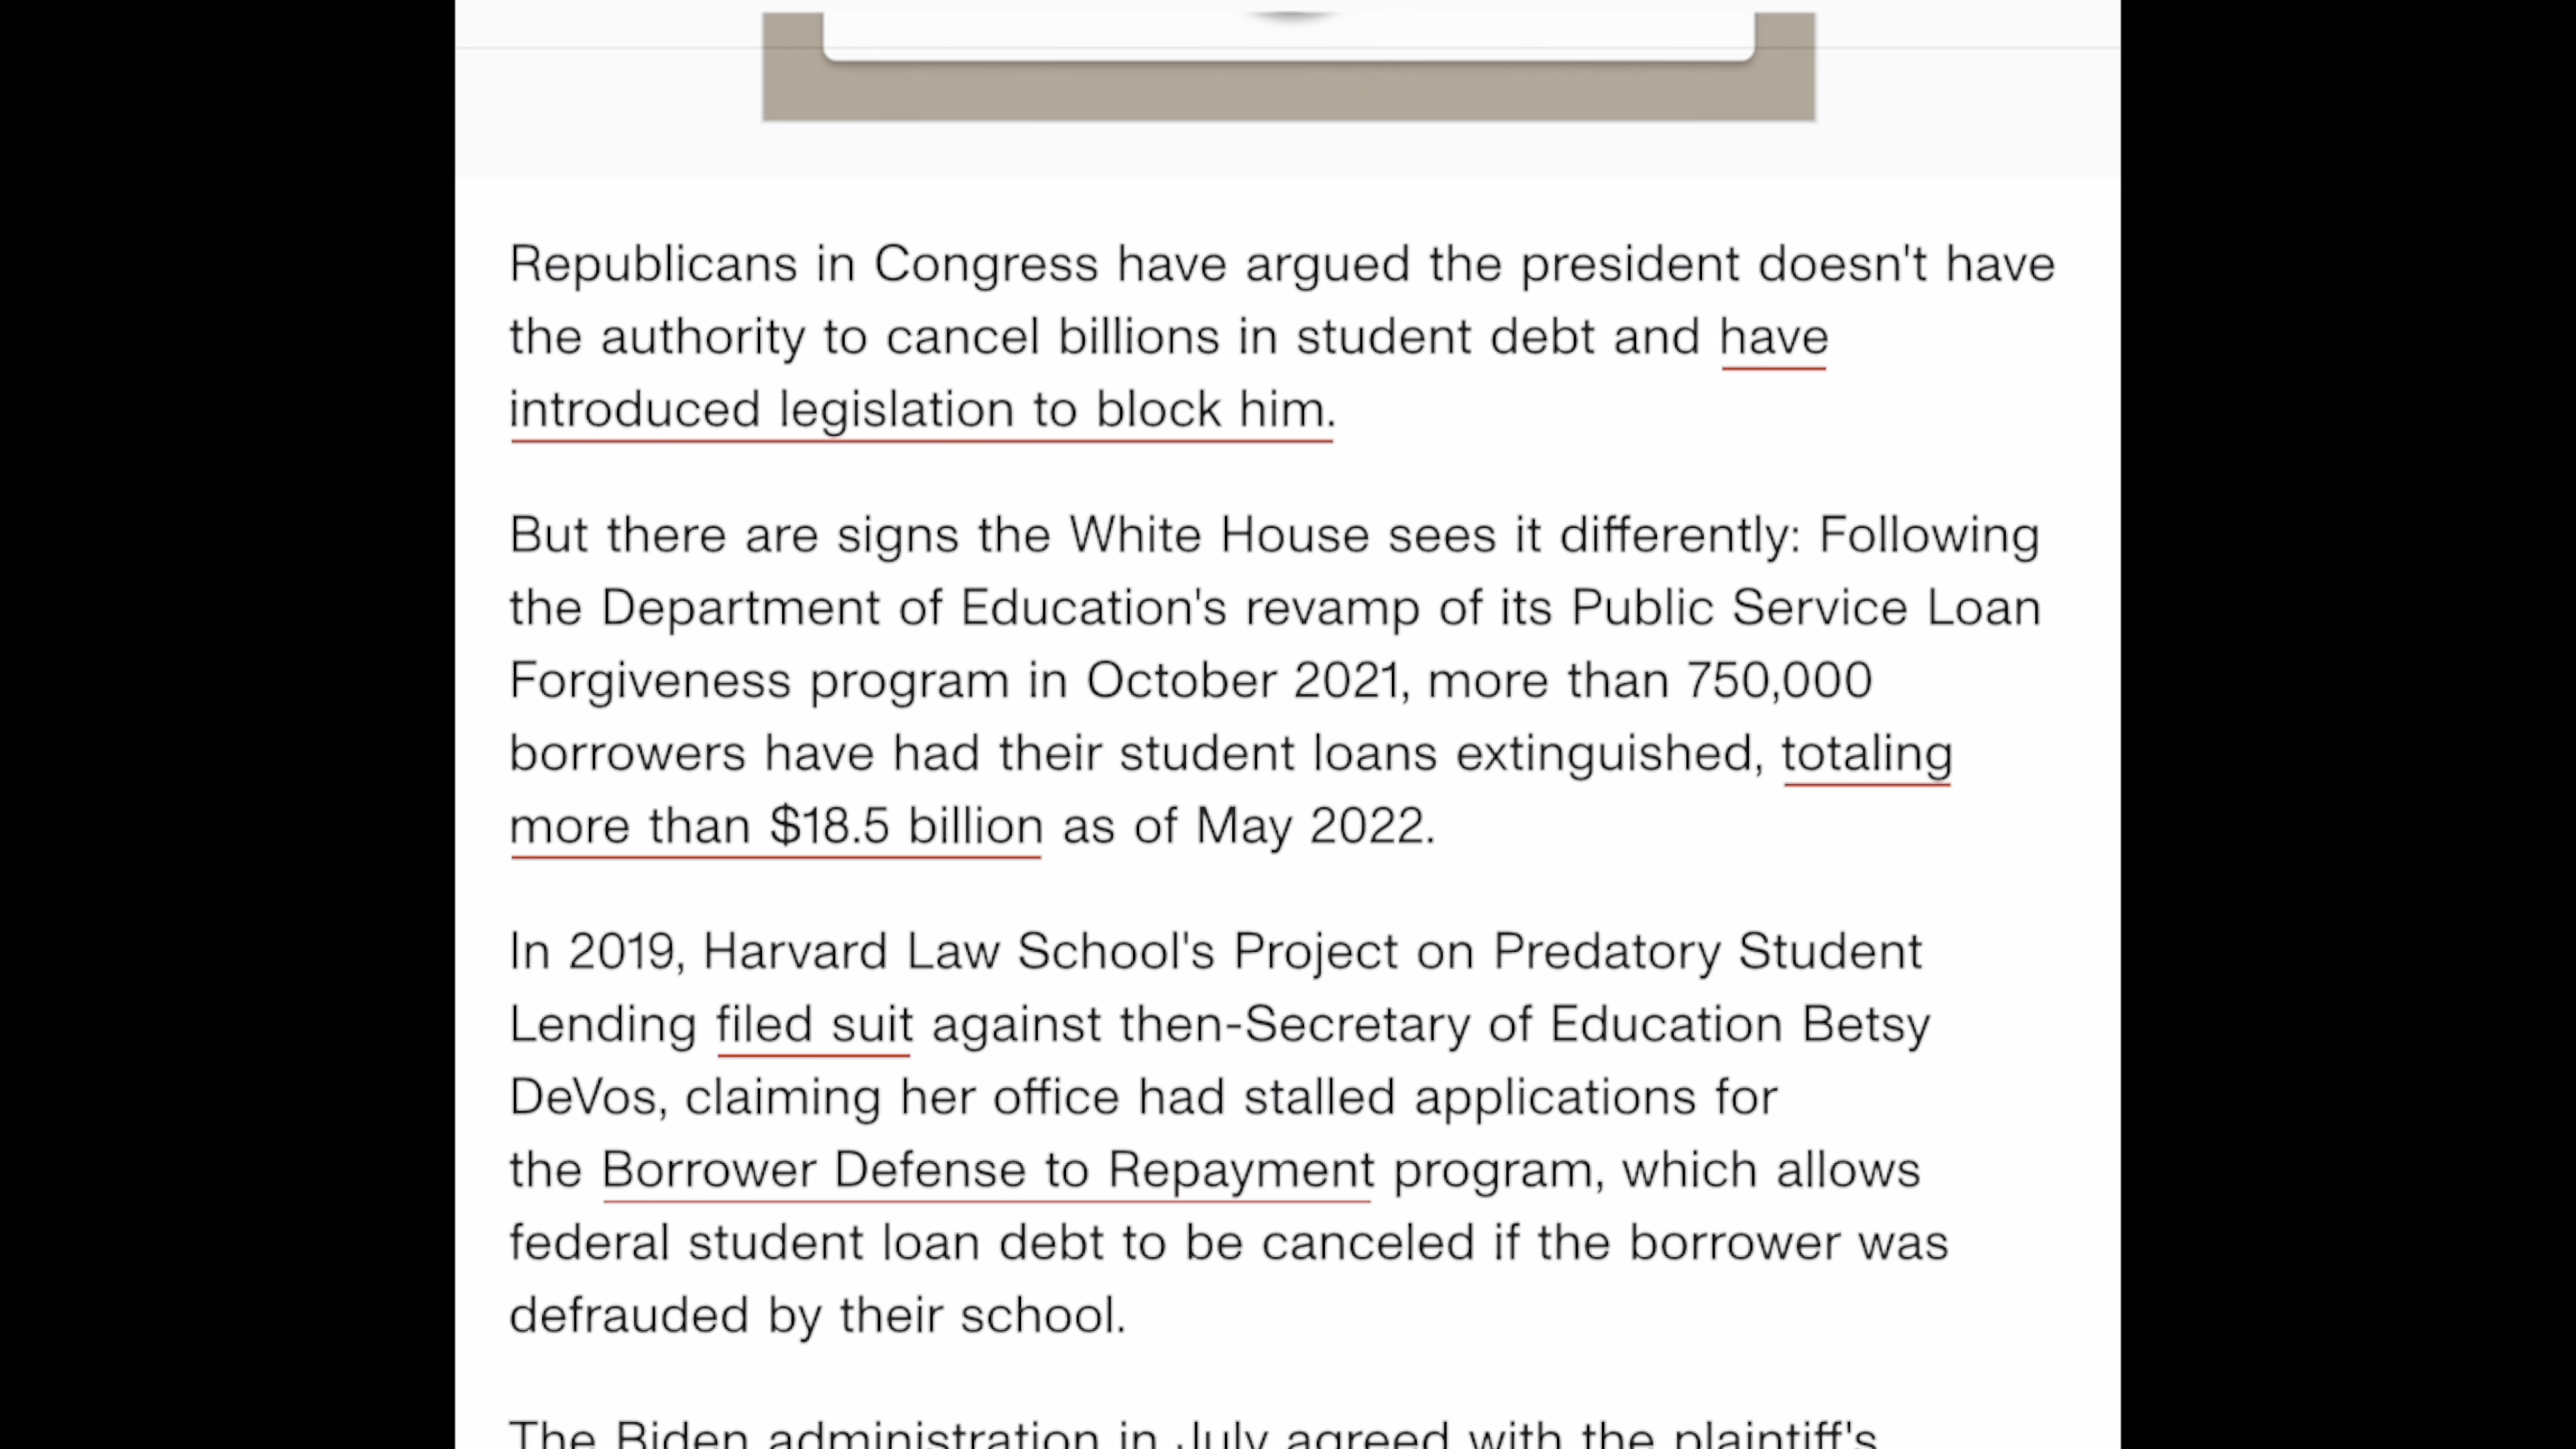 Republicans in Congress have argued the president doesn't have
the authority to cancel billions in student debt and have
introduced legislation to block him.
But there are signs the White House sees it differently: Following
the Department of Education's revamp of its Public Service Loan
Forgiveness program in October 2021, more than 750,000
borrowers have had their student loans extinguished, totaling
more than $18.5 billion as of May 2022.
In 2019, Harvard Law School's Project on Predatory Student
Lending filed suit against then-Secretary of Education Betsy
DeVos, claiming her office had stalled applications for
the Borrower Defense to Repayment program, which allows
federal student loan debt to be canceled if the borrower was
defrauded by their school.
The Biden administration in July agreed with the plaintiff's